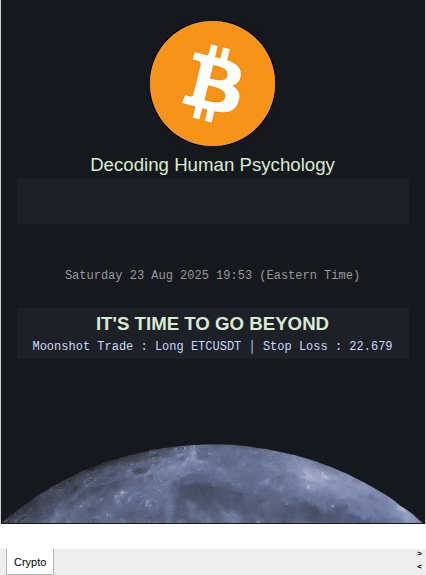 ₿
Decoding Human Psychology
Saturday 23 Aug 2025 19:53 (Eastern Time)
IT'S TIME TO GO BEYOND
Moonshot Trade : Long ETCUSDT | Stop Loss : 22.679
Crypto
>
<